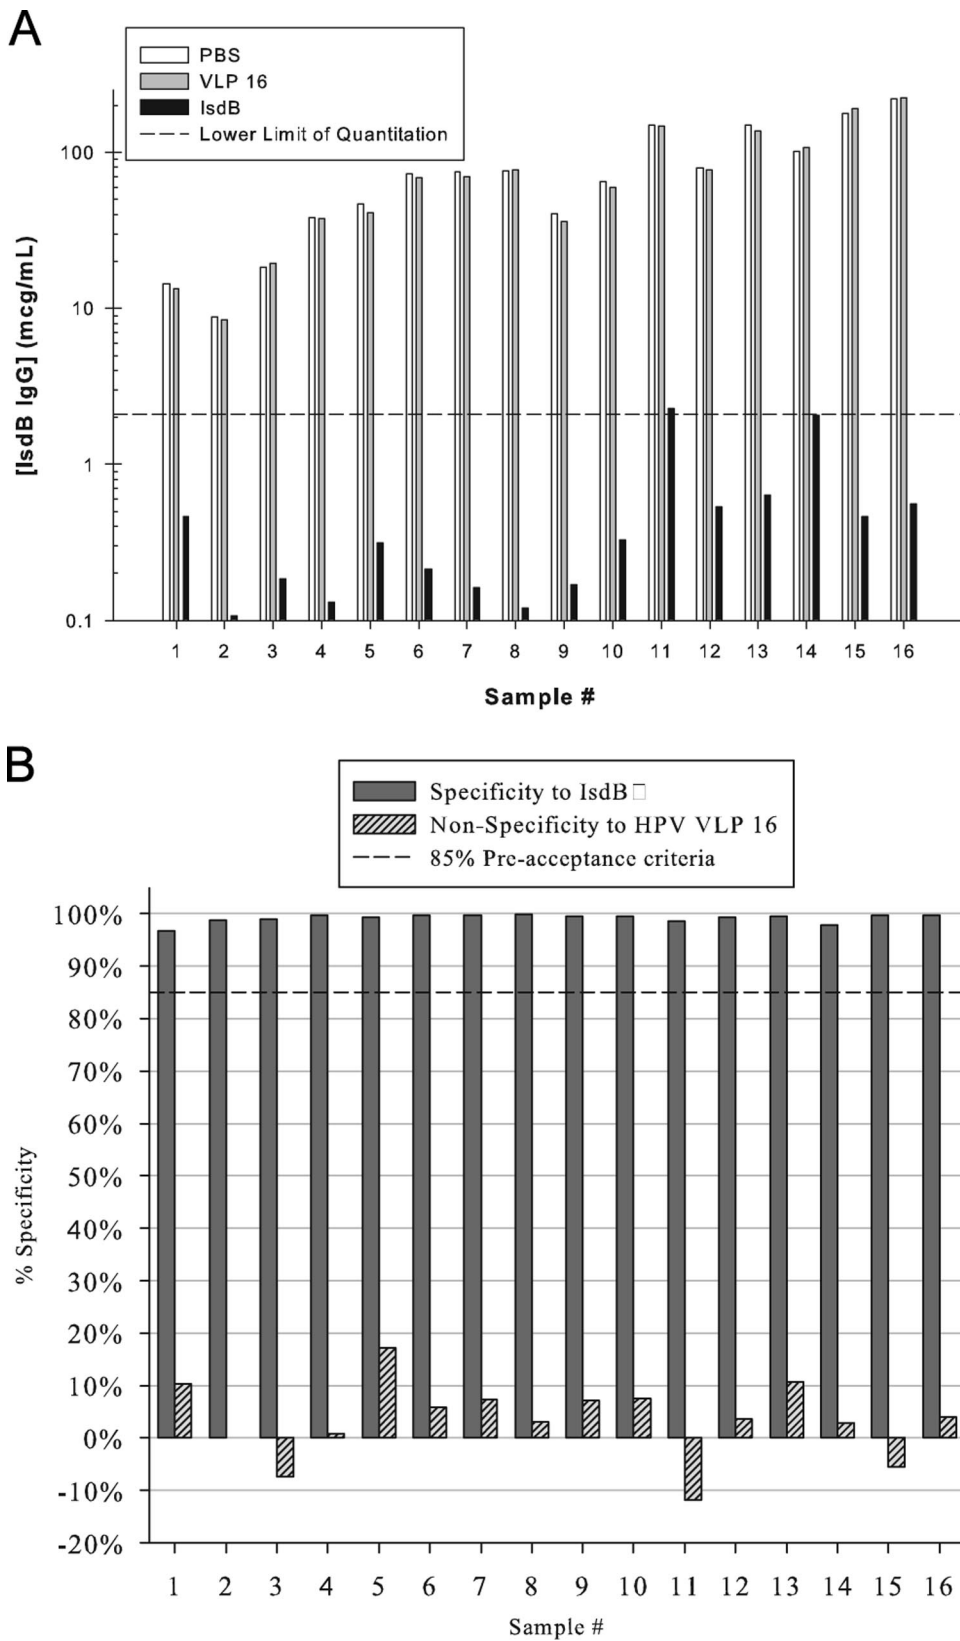 A
PBS
VLP 16
IsdB
Lower Limit of Quantitation
100
10
1
0.1
[IsdB IgG] (mcg/mL)
1 2 3 4 5 6 7 8 9 10 11 12 13 14 15 16
Sample #
B
Specificity to IsdB□
Non-Specificity to HPV VLP 16
85% Pre-acceptance criteria
100%
90%
80%
70%
60%
50%
40%
30%
20%
10%
0%
-10%
-20%
% Specificity
1 2 3 4 5 6 7 8 9 10 11 12 13 14 15 16
Sample #